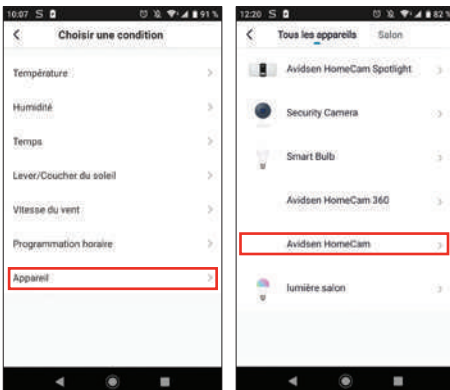 10:07 S 91 %
Choisir une condition
Température
Humidité
Temps
Lever/Coucher du soleil
Vitesse du vent
Programmation horaire
Appareil
12:20 S 82 %
Tous les appareils Salon
Avidsen HomeCam Spotlight
Security Camera
Smart Bulb
Avidsen HomeCam 360
Avidsen HomeCam
lumière salon